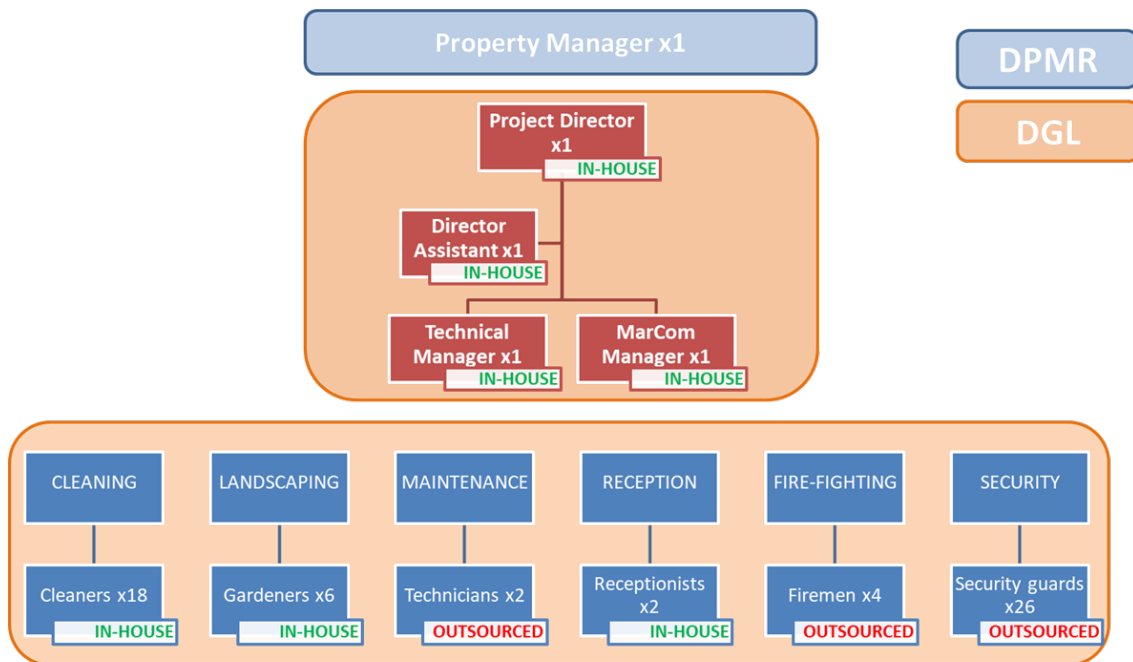 Property Manager x1
DPMR
DGL
Project Director
x1
IN-HOUSE
Director
Assistant x1
IN-HOUSE
Technical
Manager x1
IN-HOUSE
MarCom
Manager x1
IN-HOUSE
CLEANING
LANDSCAPING
MAINTENANCE
RECEPTION
FIRE-FIGHTING
SECURITY
Cleaners x18
IN-HOUSE
Gardeners x6
IN-HOUSE
Technicians x2
OUTSOURCED
Receptionists
x2
IN-HOUSE
Firemen x4
OUTSOURCED
Security guards
x26
OUTSOURCED